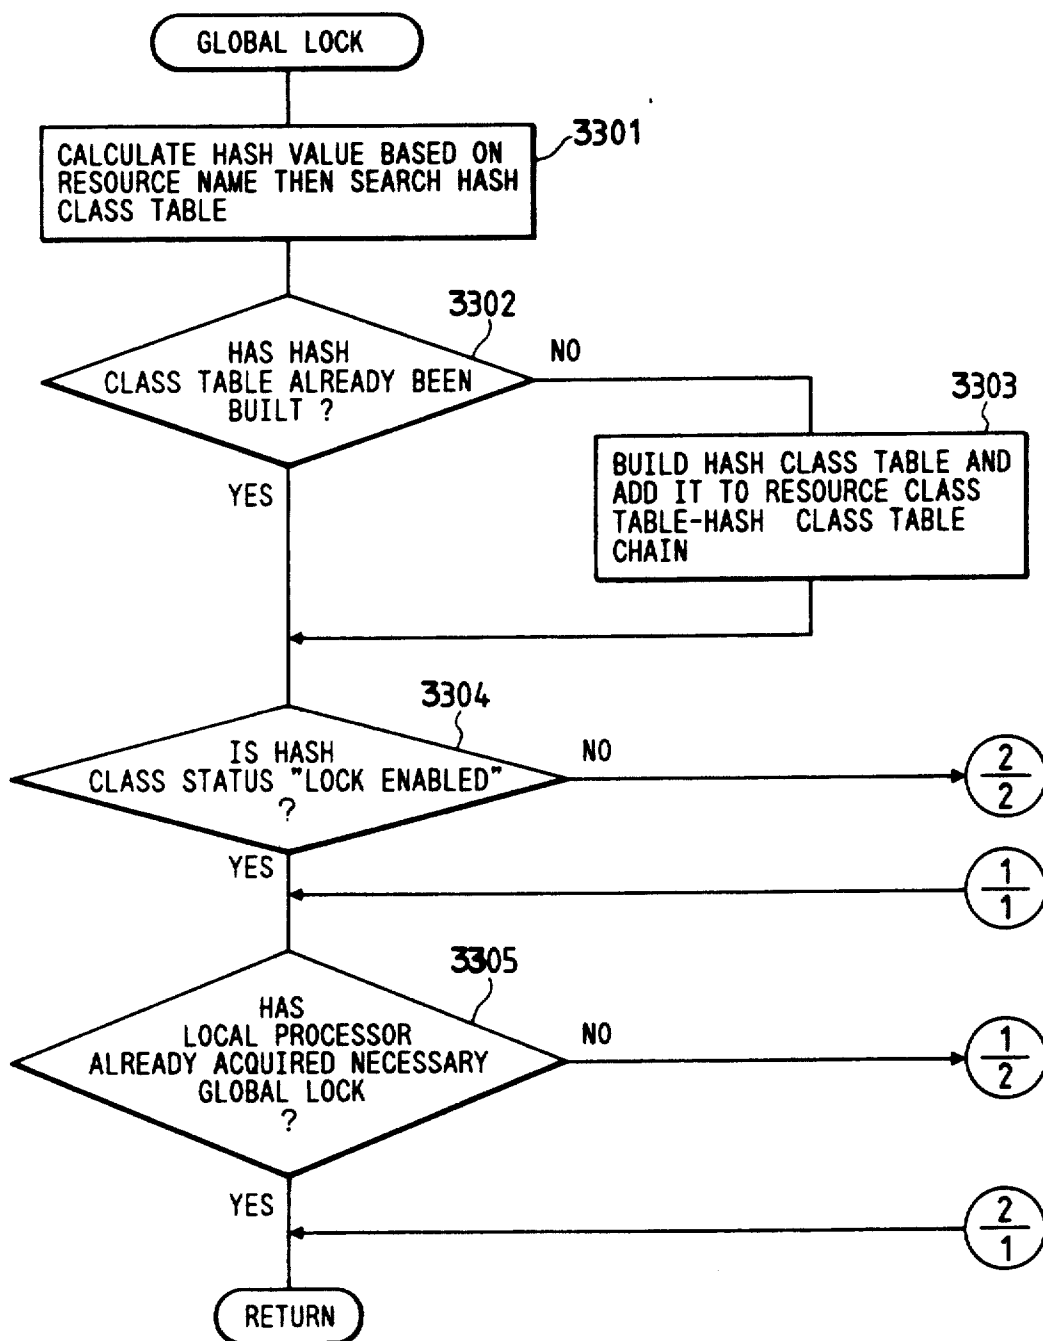 GLOBAL LOCK
3301
CALCULATE HASH VALUE BASED ON
RESOURCE NAME THEN SEARCH HASH
CLASS TABLE
3302
HAS HASH
CLASS TABLE ALREADY BEEN
BUILT ?
NO
YES
3303
BUILD HASH CLASS TABLE AND
ADD IT TO RESOURCE CLASS
TABLE-HASH CLASS TABLE
CHAIN
3304
IS HASH
CLASS STATUS "LOCK ENABLED"
?
NO
2
2
YES
1
1
3305
HAS
LOCAL PROCESSOR
ALREADY ACQUIRED NECESSARY
GLOBAL LOCK
?
NO
1
2
YES
2
1
RETURN